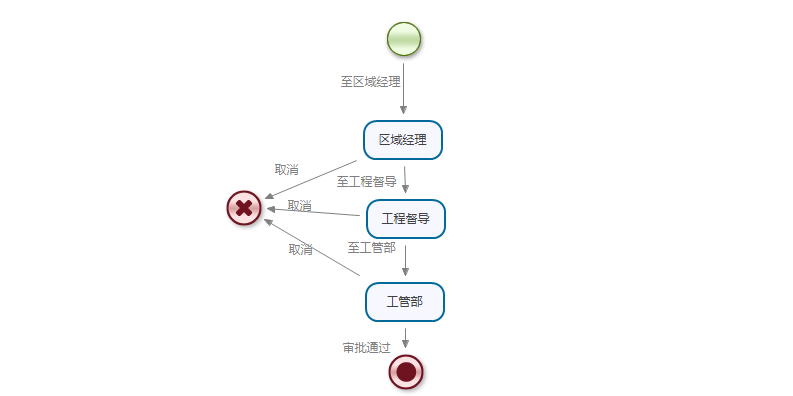 至区域经理
区域经理
取消
至工程督导
取消
工程督导
取消
至工管部
工管部
审批通过